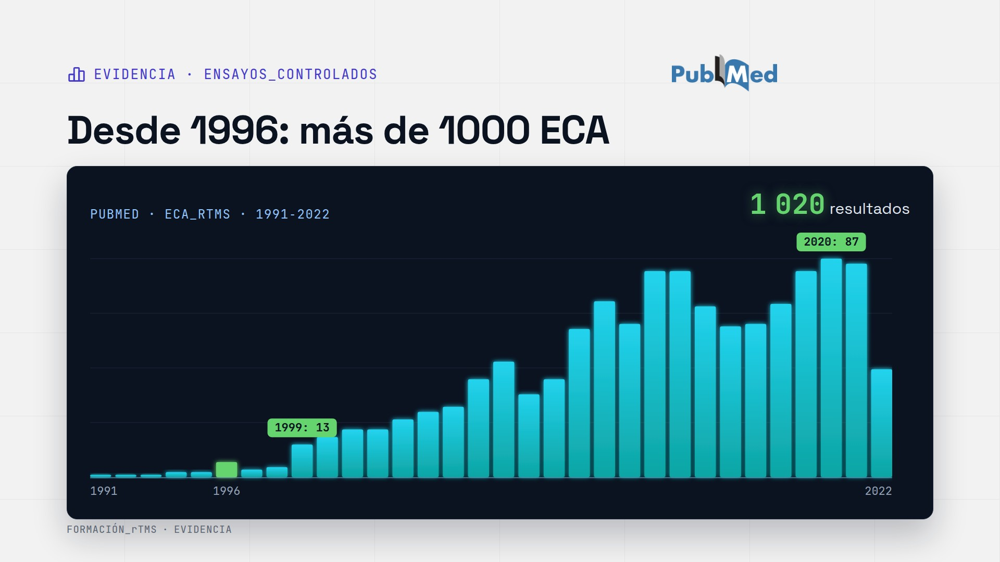 EVIDENCIA · ENSAYOS_CONTROLADOS
PubMed
Desde 1996: más de 1000 ECA
PUBMED · ECA_RTMS · 1991-2022
1 020 resultados
2020: 87
1999: 13
1991
1996
2022
FORMACIÓN_rTMS · EVIDENCIA